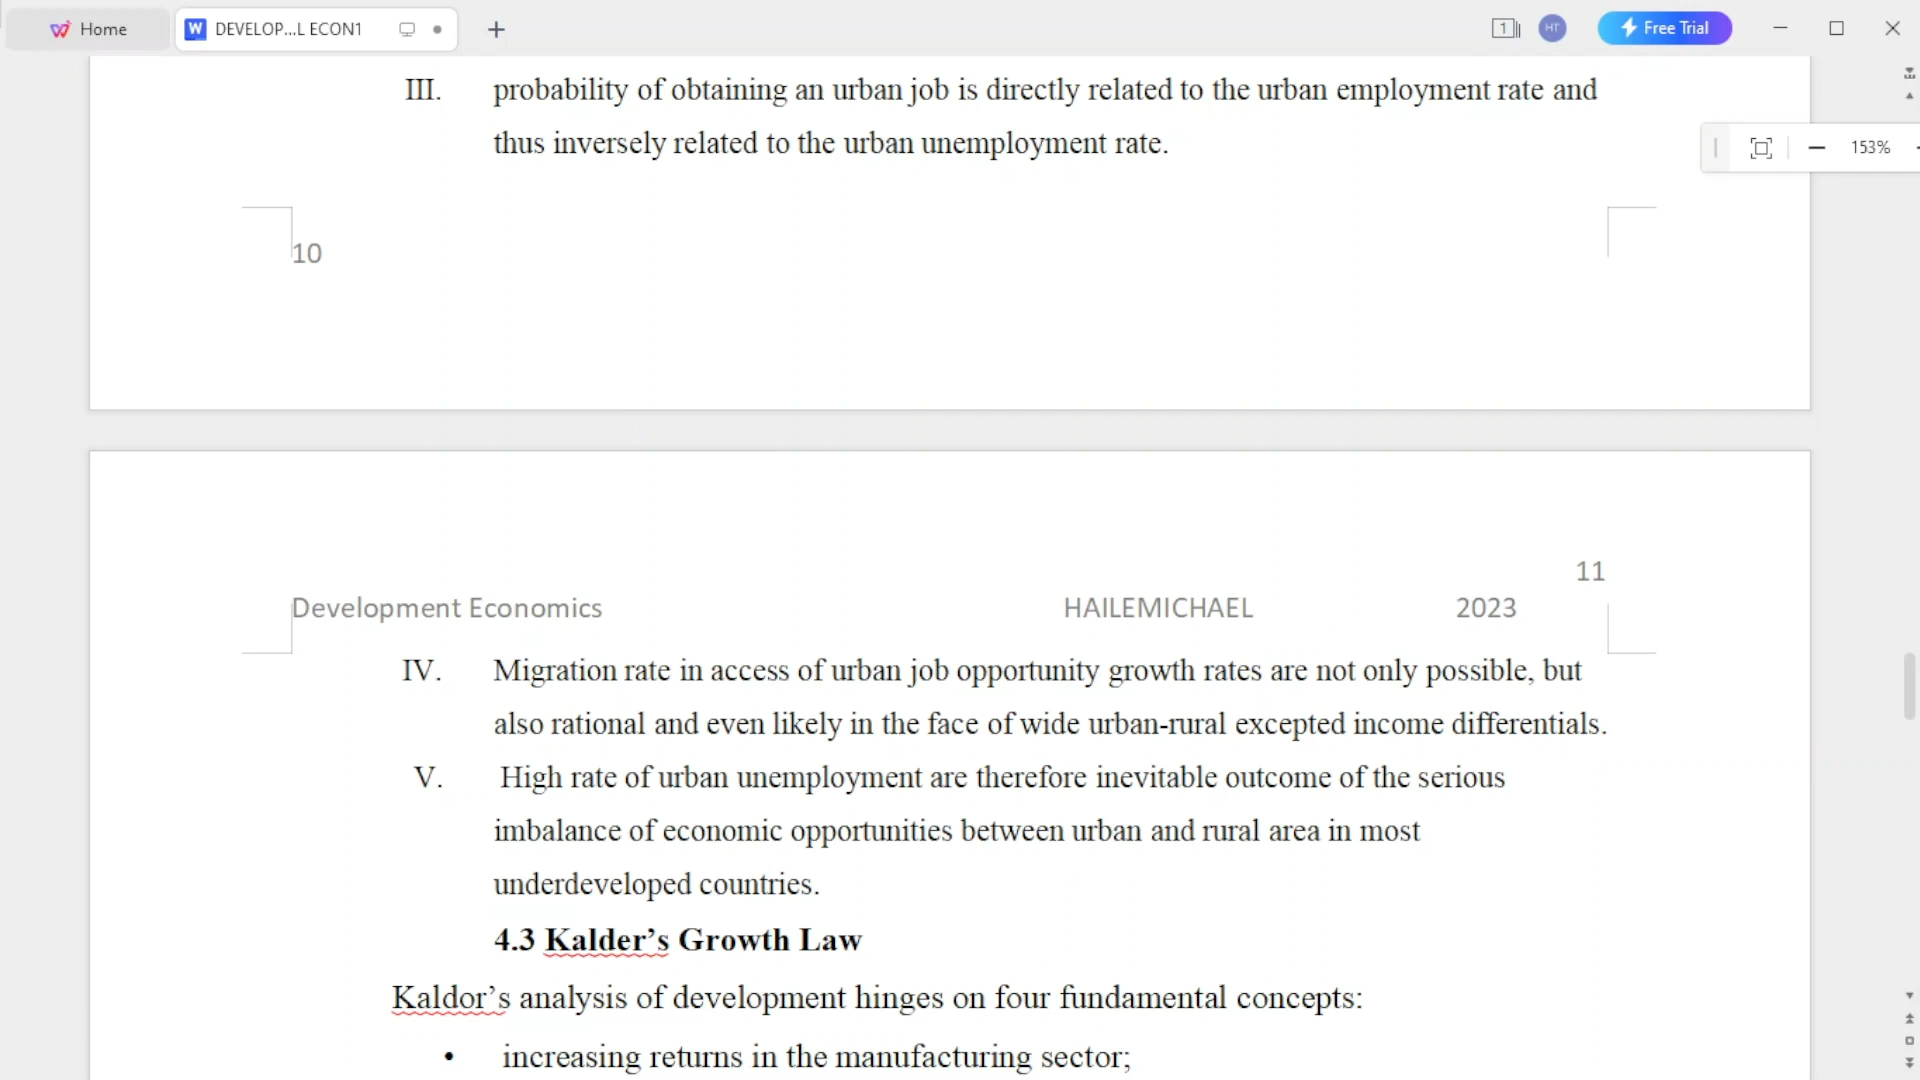 Home
DEVELOP...L ECON1
1
HT
Free Trial
III. probability of obtaining an urban job is directly related to the urban employment rate and
thus inversely related to the urban unemployment rate.
153%
10
11
Development Economics HAILEMICHAEL 2023
IV. Migration rate in access of urban job opportunity growth rates are not only possible, but
also rational and even likely in the face of wide urban-rural excepted income differentials.
V. High rate of urban unemployment are therefore inevitable outcome of the serious
imbalance of economic opportunities between urban and rural area in most
underdeveloped countries.
4.3 Kalder’s Growth Law
Kaldor’s analysis of development hinges on four fundamental concepts:
• increasing returns in the manufacturing sector;